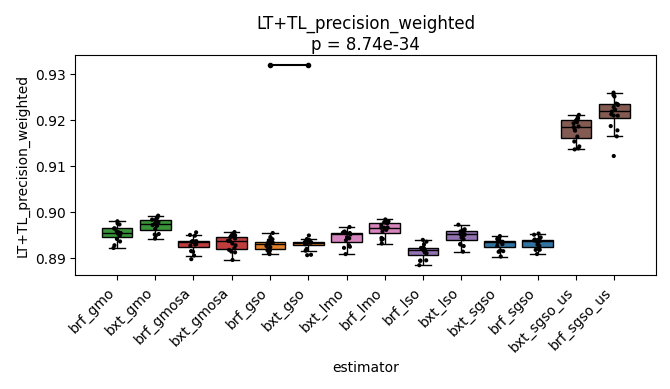 LT+TL_precision_weighted
p = 8.74e-34
LT+TL_precision_weighted
0.93
0.92
0.91
0.90
0.89
brf_gmo
bxt_gmo
brf_gmosa
bxt_gmosa
brf_gso
bxt_gso
bxt_lmo
brf_lmo
brf_lso
bxt_lso
bxt_sgso
brf_sgso
bxt_sgso_us
brf_sgso_us
estimator